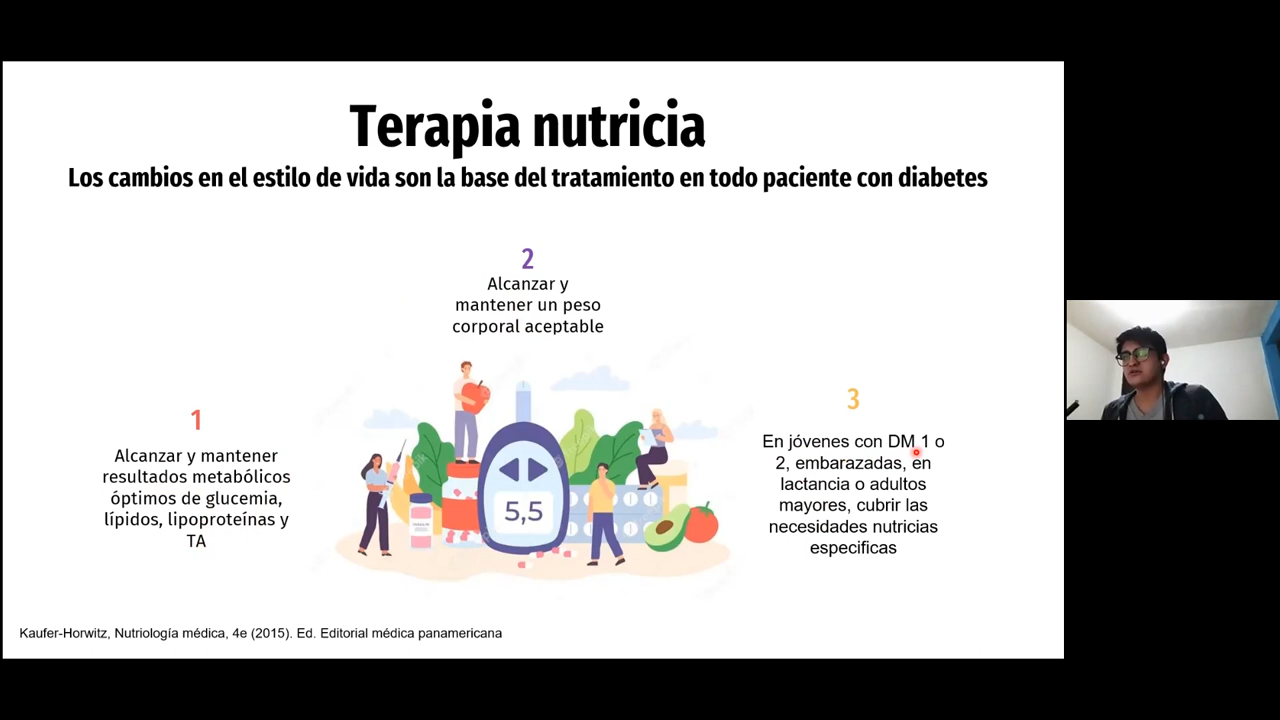 Terapia nutricia
Los cambios en el estilo de vida son la base del tratamiento en todo paciente con diabetes
2
Alcanzar y
mantener un peso
corporal aceptable
1
Alcanzar y mantener
resultados metabólicos
óptimos de glucemia,
lípidos, lipoproteínas y
TA
3
En jóvenes con DM 1 o
2, embarazadas, en
lactancia o adultos
mayores, cubrir las
necesidades nutricias
especificas
5,5
Kaufer-Horwitz, Nutriología médica, 4e (2015). Ed. Editorial médica panamericana